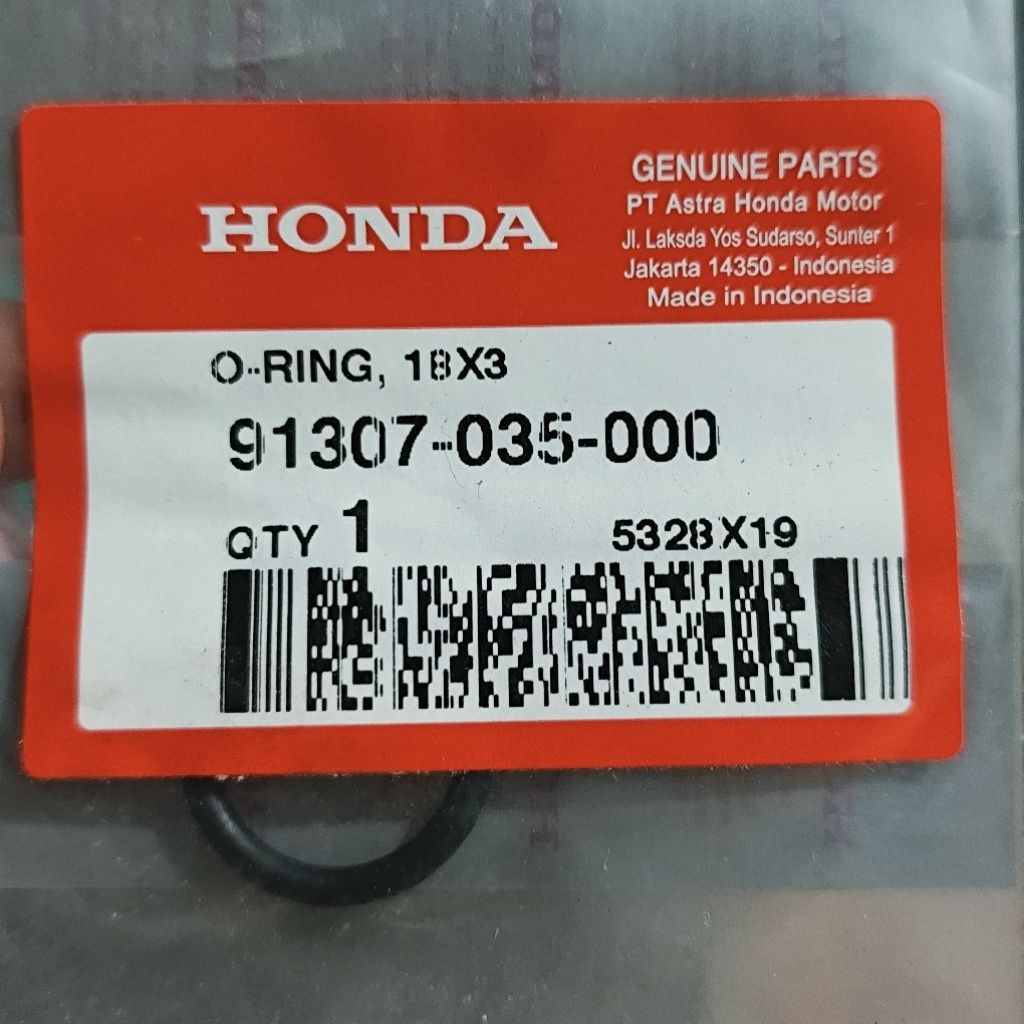 HONDA
GENUINE PARTS
PT Astra Honda Motor
Jl. Laksda Yos Sudarso, Sunter 1
Jakarta 14350 - Indonesia
Made in Indonesia
O-RING, 18X3
91307-035-000
QTY 1
5328X19